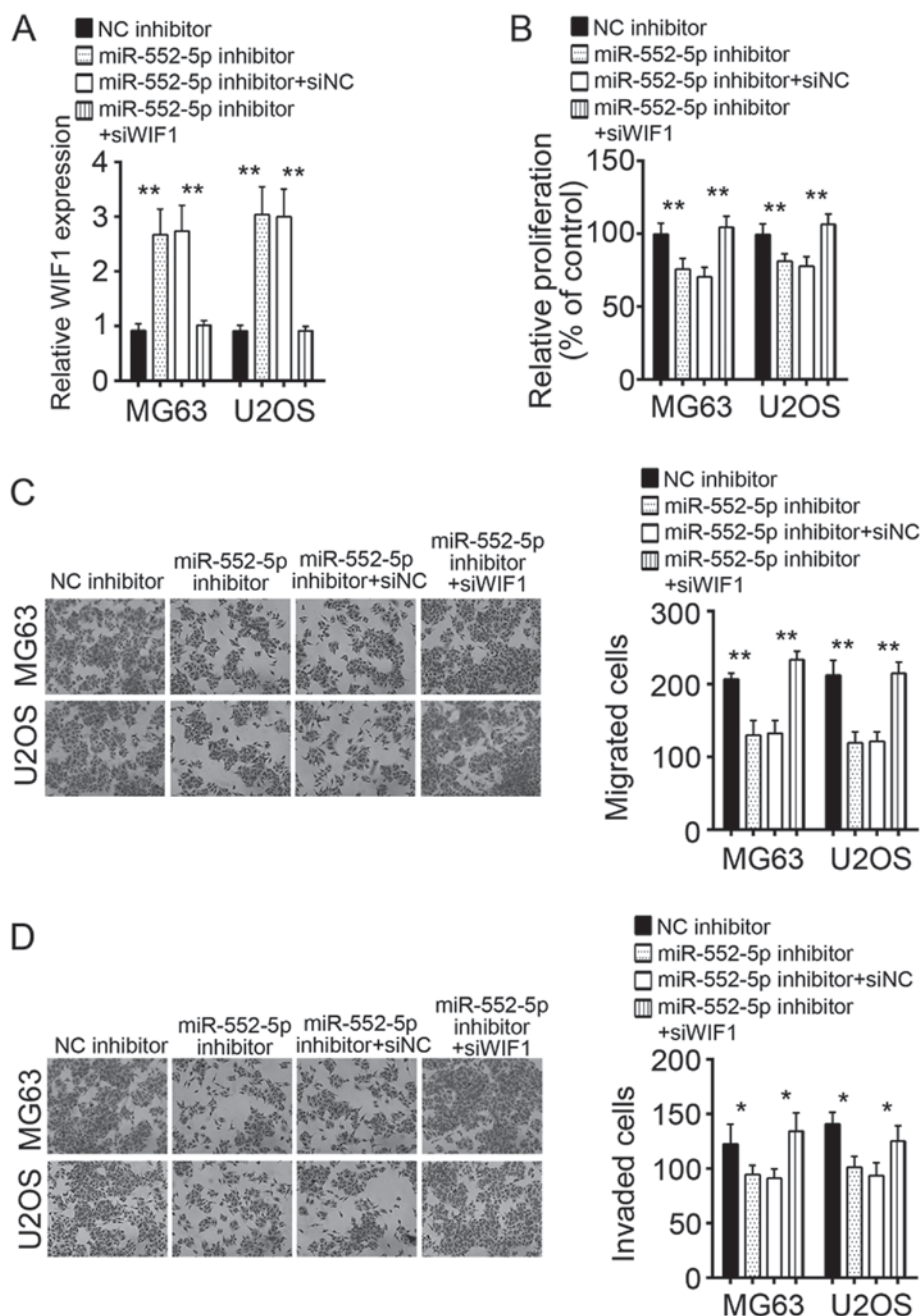 A
NC inhibitor
miR-552-5p inhibitor
miR-552-5p inhibitor+siNC
miR-552-5p inhibitor
+siWIF1
Relative WIF1 expression
4
3
2
1
0
** ** ** **
MG63 U2OS
B
NC inhibitor
miR-552-5p inhibitor
miR-552-5p inhibitor+siNC
miR-552-5p inhibitor
+siWIF1
Relative proliferation
(% of control)
150
100
50
0
** ** ** **
MG63 U2OS
C
NC inhibitor
miR-552-5p
inhibitor
miR-552-5p
inhibitor+siNC
miR-552-5p
inhibitor
+siWIF1
MG63
U2OS
NC inhibitor
miR-552-5p inhibitor
miR-552-5p inhibitor+siNC
miR-552-5p inhibitor
+siWIF1
Migrated cells
300
200
100
0
** ** ** **
MG63 U2OS
D
NC inhibitor
miR-552-5p
inhibitor
miR-552-5p
inhibitor+siNC
miR-552-5p
inhibitor
+siWIF1
MG63
U2OS
NC inhibitor
miR-552-5p inhibitor
miR-552-5p inhibitor+siNC
miR-552-5p inhibitor
+siWIF1
Invaded cells
200
150
100
50
0
* * * *
MG63 U2OS